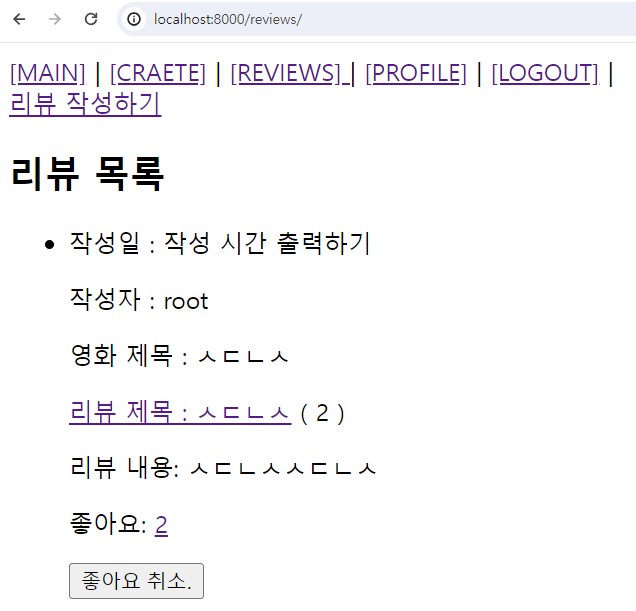 localhost:8000/reviews/
[MAIN] | [CRAETE] | [REVIEWS] | [PROFILE] | [LOGOUT] |
리뷰 작성하기
리뷰 목록
작성일 : 작성 시간 출력하기
작성자 : root
영화 제목 : ㅅㄷㄴㅅ
리뷰 제목 : ㅅㄷㄴㅅ ( 2 )
리뷰 내용: ㅅㄷㄴㅅㅅㄷㄴㅅ
좋아요: 2
좋아요 취소.